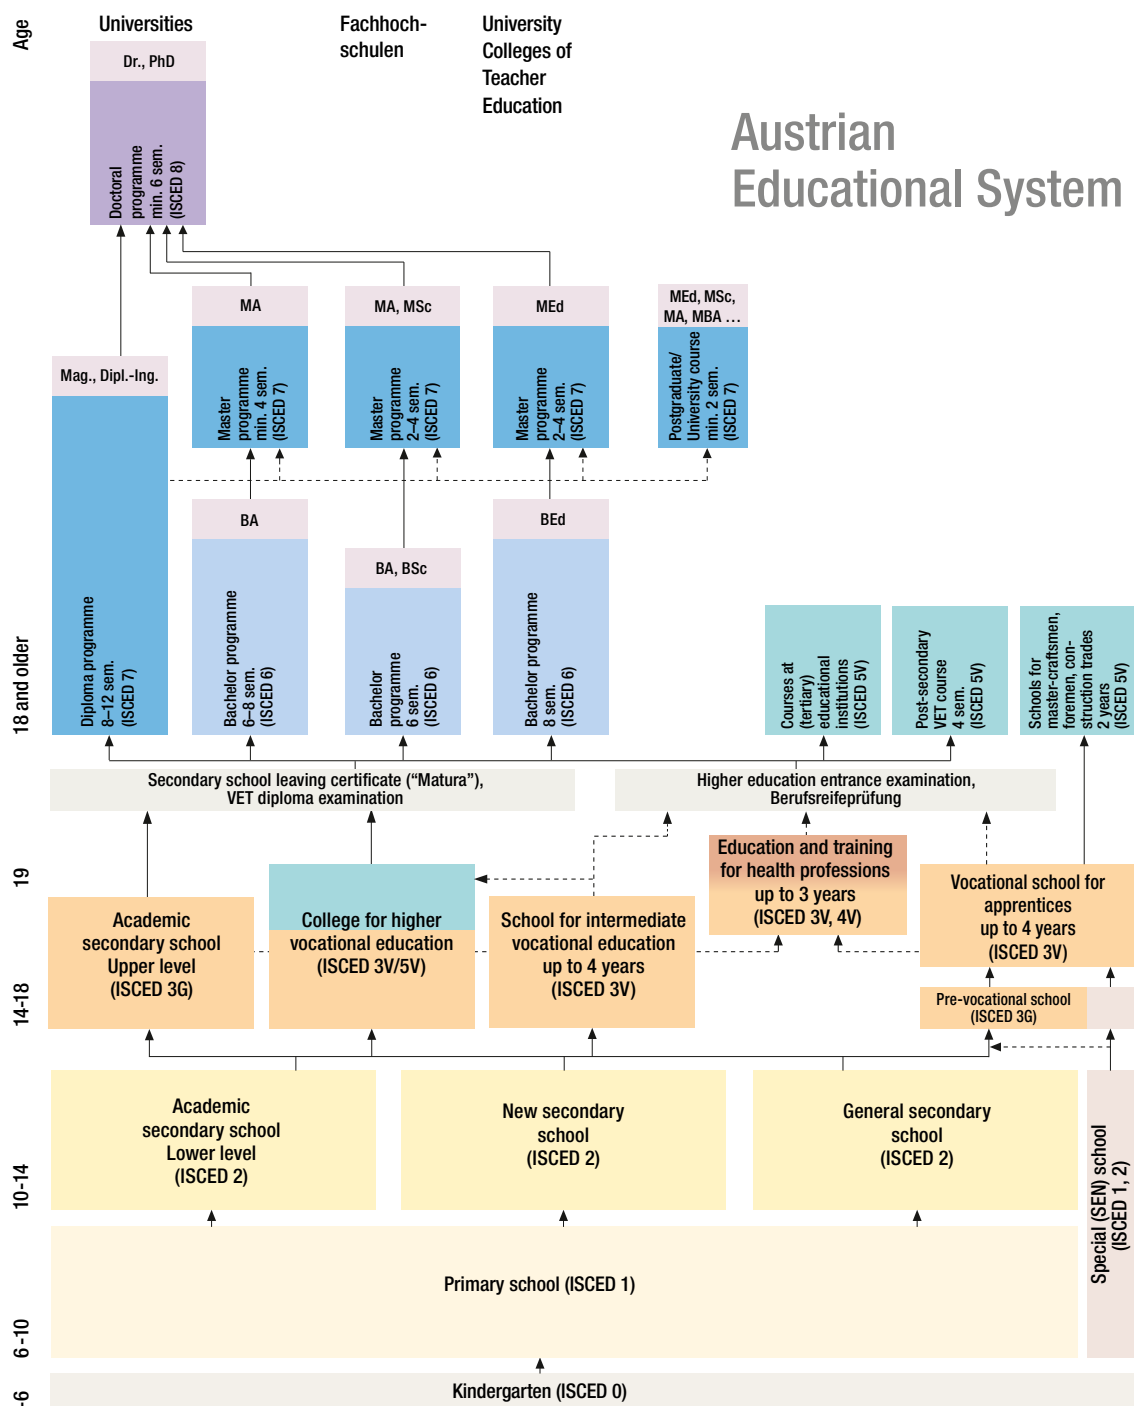 Age
Universities
Fachhoch-
schulen
University
Colleges of
Teacher
Education
Austrian
Educational System
Dr., PhD
Doctoral
programme
min. 6 sem.
(ISCED 8)
MA
Master
programme
min. 4 sem.
(ISCED 7)
MA, MSc
Master
programme
2–4 sem.
(ISCED 7)
MEd
Master
programme
2–4 sem.
(ISCED 7)
MEd, MSc,
MA, MBA …
Postgraduate/
University course
min. 2 sem.
(ISCED 7)
Mag., Dipl.-Ing.
Diploma programme
8–12 sem.
(ISCED 7)
BA
Bachelor programme
6–8 sem.
(ISCED 6)
BA, BSc
Bachelor
programme
6 sem.
(ISCED 6)
BEd
Bachelor programme
8 sem.
(ISCED 6)
Courses at
(tertiary)
educational
institutions
(ISCED 5V)
Post-secondary
VET course
4 sem.
(ISCED 5V)
Schools for
master-craftsmen,
foremen, con-
struction trades
2 years
(ISCED 5V)
18 and older
Secondary school leaving certificate (“Matura”),
VET diploma examination
Higher education entrance examination,
Berufsreifeprüfung
19
Academic
secondary school
Upper level
(ISCED 3G)
College for higher
vocational education
(ISCED 3V/5V)
School for intermediate
vocational education
up to 4 years
(ISCED 3V)
Education and training
for health professions
up to 3 years
(ISCED 3V, 4V)
Vocational school for
apprentices
up to 4 years
(ISCED 3V)
14-18
Pre-vocational school
(ISCED 3G)
10-14
Academic
secondary school
Lower level
(ISCED 2)
New secondary
school
(ISCED 2)
General secondary
school
(ISCED 2)
Special (SEN) school
(ISCED 1, 2)
6-10
Primary school (ISCED 1)
-6
Kindergarten (ISCED 0)